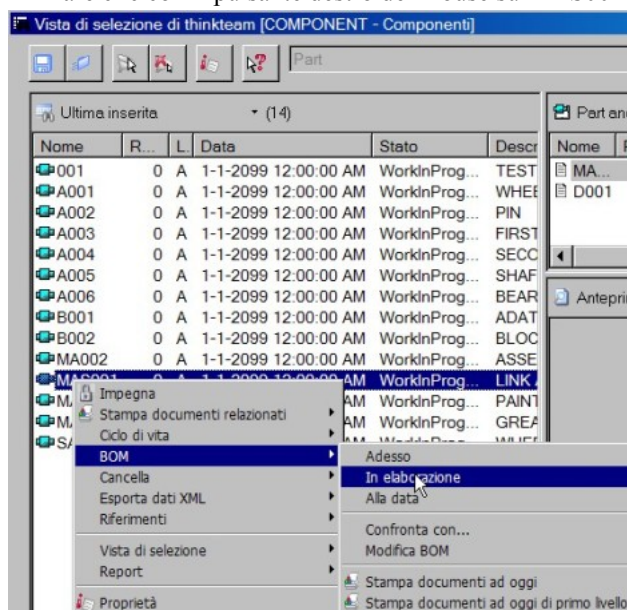 Vista di selezione di thinkteam [COMPONENT - Componenti]
Part
Ultima inserita (14)
Nome R... L. Data Stato Descr
001 0 A 1-1-2099 12:00:00 AM WorkInProg... TEST
A001 0 A 1-1-2099 12:00:00 AM WorkInProg... WHEE
A002 0 A 1-1-2099 12:00:00 AM WorkInProg... PIN
A003 0 A 1-1-2099 12:00:00 AM WorkInProg... FIRST
A004 0 A 1-1-2099 12:00:00 AM WorkInProg... SECC
A005 0 A 1-1-2099 12:00:00 AM WorkInProg... SHAF
A006 0 A 1-1-2099 12:00:00 AM WorkInProg... BEAR
B001 0 A 1-1-2099 12:00:00 AM WorkInProg... ADAT
B002 0 A 1-1-2099 12:00:00 AM WorkInProg... BLOC
MA002 0 A 1-1-2099 12:00:00 AM WorkInProg... ASSE
AM WorkInProg... LINK
AM WorkInProg... PAINT
AM WorkInProg... GREA
AM WorkInProg...
Part an
Nome
MA...
D001
Antepri
Impegna
Stampa documenti relazionati
Ciclo di vita
BOM
Cancella
Esporta dati XML
Riferimenti
Vista di selezione
Report
Proprietà
Adesso
In elaborazione
Alla data
Confronta con...
Modifica BOM
Stampa documenti ad oggi
Stampa documenti ad oggi di primo livello